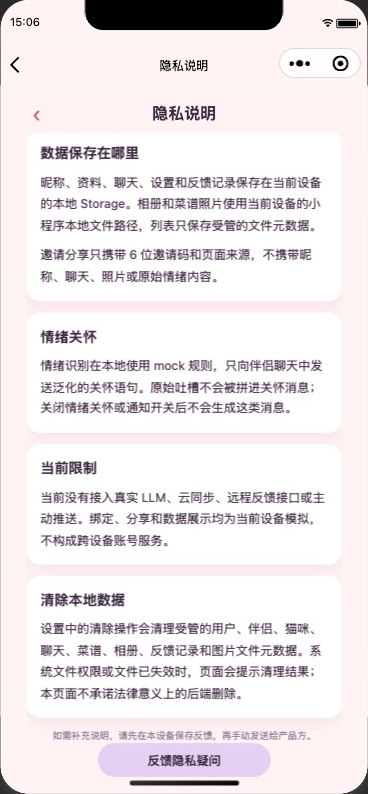 15:06
隐私说明
隐私说明
数据保存在哪里
昵称、资料、聊天、设置和反馈记录保存在当前设备
的本地 Storage。相册和菜谱照片使用当前设备的小
程序本地文件路径，列表只保存受管的文件元数据。
邀请分享只携带 6 位邀请码和页面来源，不携带昵
称、聊天、照片或原始情绪内容。
情绪关怀
情绪识别在本地使用 mock 规则，只向伴侣聊天中发
送泛化的关怀语句。原始吐槽不会被拼进关怀消息；
关闭情绪关怀或通知开关后不会生成这类消息。
当前限制
当前没有接入真实 LLM、云同步、远程反馈接口或主
动推送。绑定、分享和数据展示均为当前设备模拟，
不构成跨设备账号服务。
清除本地数据
设置中的清除操作会清理受管的用户、伴侣、猫咪、
聊天、菜谱、相册、反馈记录和图片文件元数据。系
统文件权限或文件已失效时，页面会提示清理结果；
本页面不承诺法律意义上的后端删除。
如需补充说明，请先在本设备保存反馈，再手动发送给产品方。
反馈隐私疑问